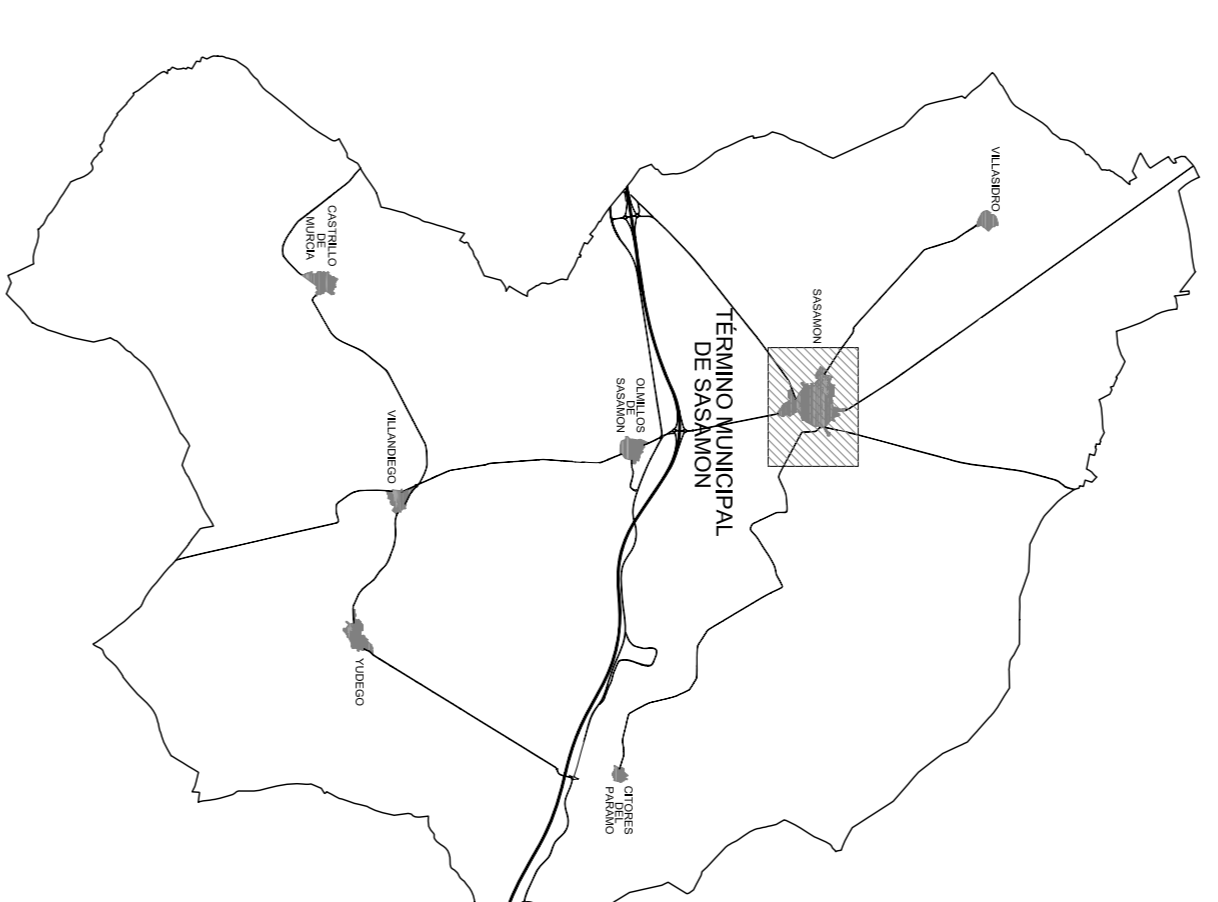 VILLASIDRO
SASAMON
TÉRMINO MUNICIPAL
DE SASAMON
OLMILLOS
DE
SASAMON
CITORES
DEL
PARAMO
VILLANDIEGO
YUDEGO
CASTRILLO
DE
MURCIA